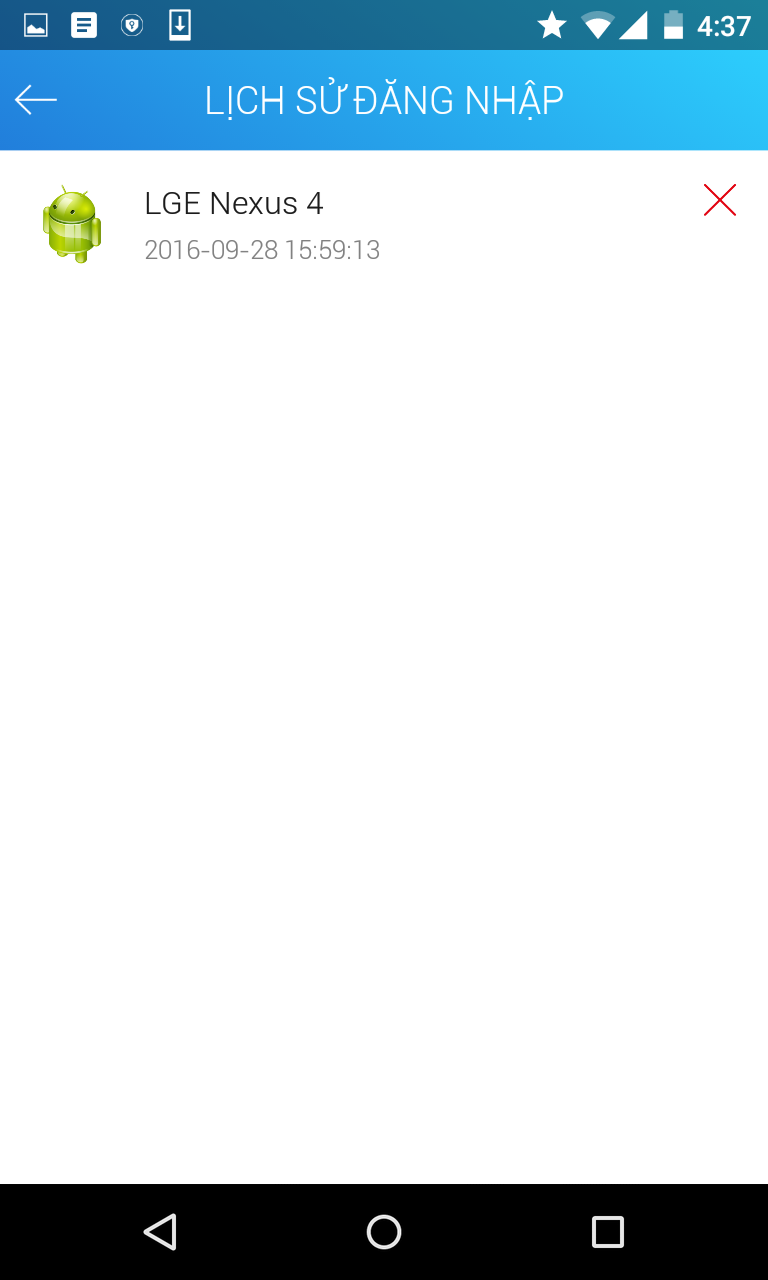 4:37
LỊCH SỬ ĐĂNG NHẬP
LGE Nexus 4
2016-09-28 15:59:13